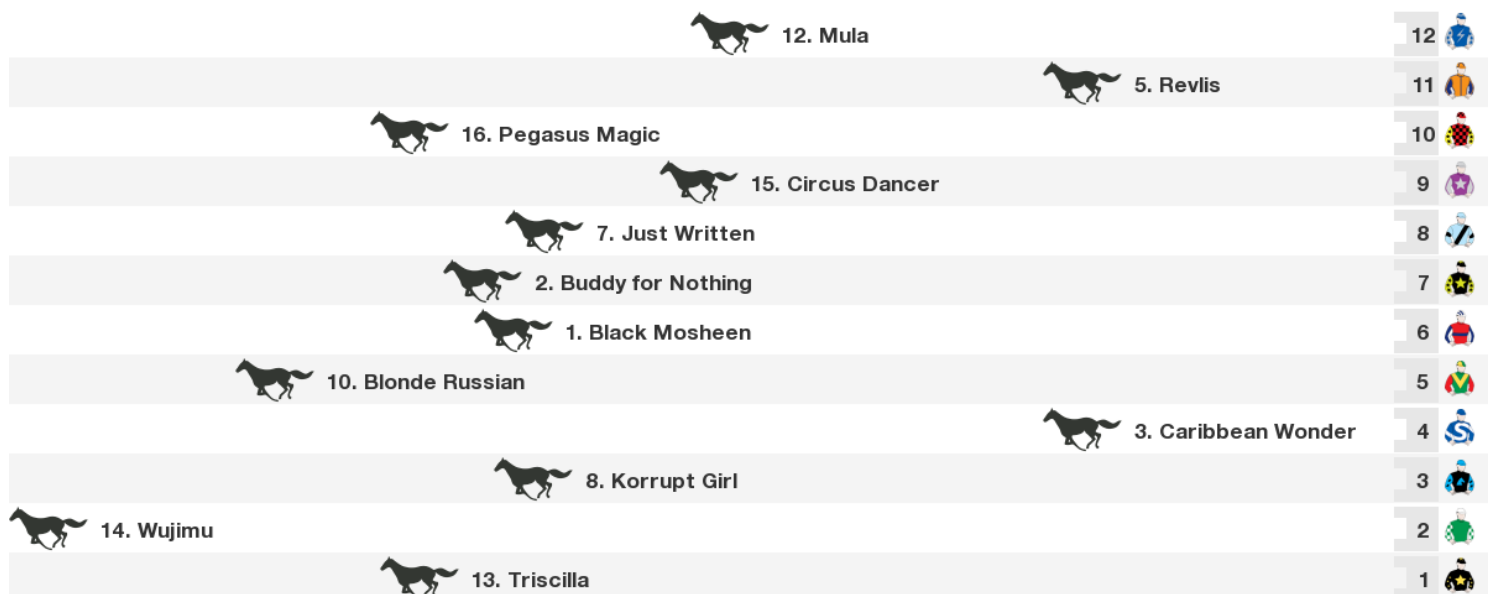 12. Mula 12
5. Revlis 11
16. Pegasus Magic 10
15. Circus Dancer 9
7. Just Written 8
2. Buddy for Nothing 7
1. Black Mosheen 6
10. Blonde Russian 5
3. Caribbean Wonder 4
8. Korrupt Girl 3
14. Wujimu 2
13. Triscilla 1